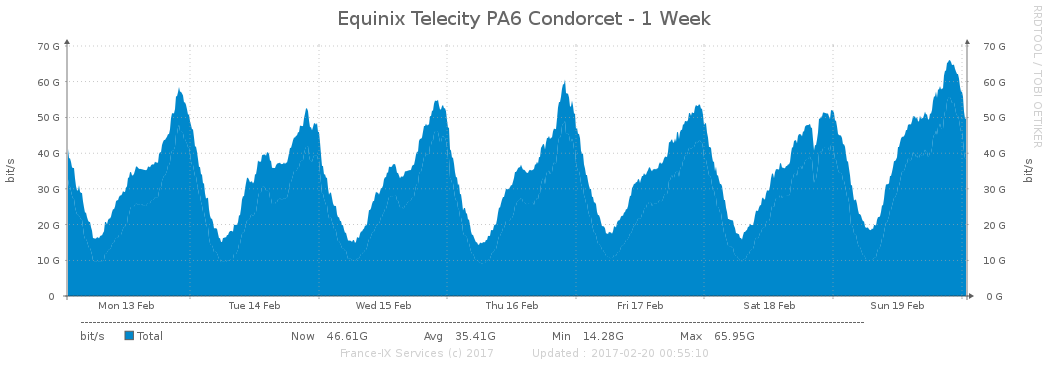 Equinix Telecity PA6 Condorcet - 1 Week
RRDTOOL / TOBI OETIKER
70 G 70 G
60 G 60 G
50 G 50 G
40 G 40 G
30 G 30 G
20 G 20 G
10 G 10 G
0 0 G
bit/s
bit/s
Mon 13 Feb Tue 14 Feb Wed 15 Feb Thu 16 Feb Fri 17 Feb Sat 18 Feb Sun 19 Feb
bit/s Total Now 46.61G Avg 35.41G Min 14.28G Max 65.95G
France-IX Services (c) 2017 Updated : 2017-02-20 00:55:10